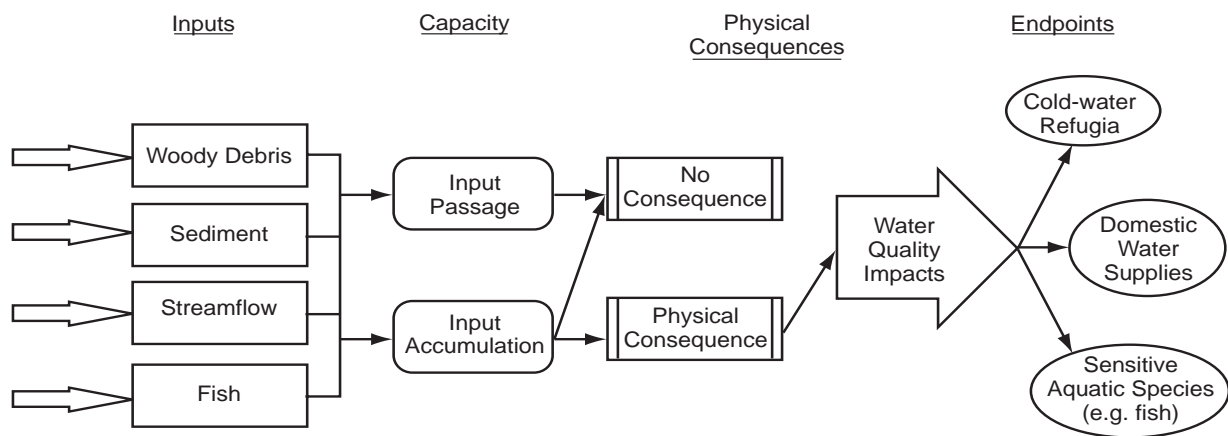 Inputs
Capacity
Physical
Consequences
Endpoints
Woody Debris
Sediment
Streamflow
Fish
Input
Passage
Input
Accumulation
No
Consequence
Physical
Consequence
Water
Quality
Impacts
Cold-water
Refugia
Domestic
Water
Supplies
Sensitive
Aquatic Species
(e.g. fish)